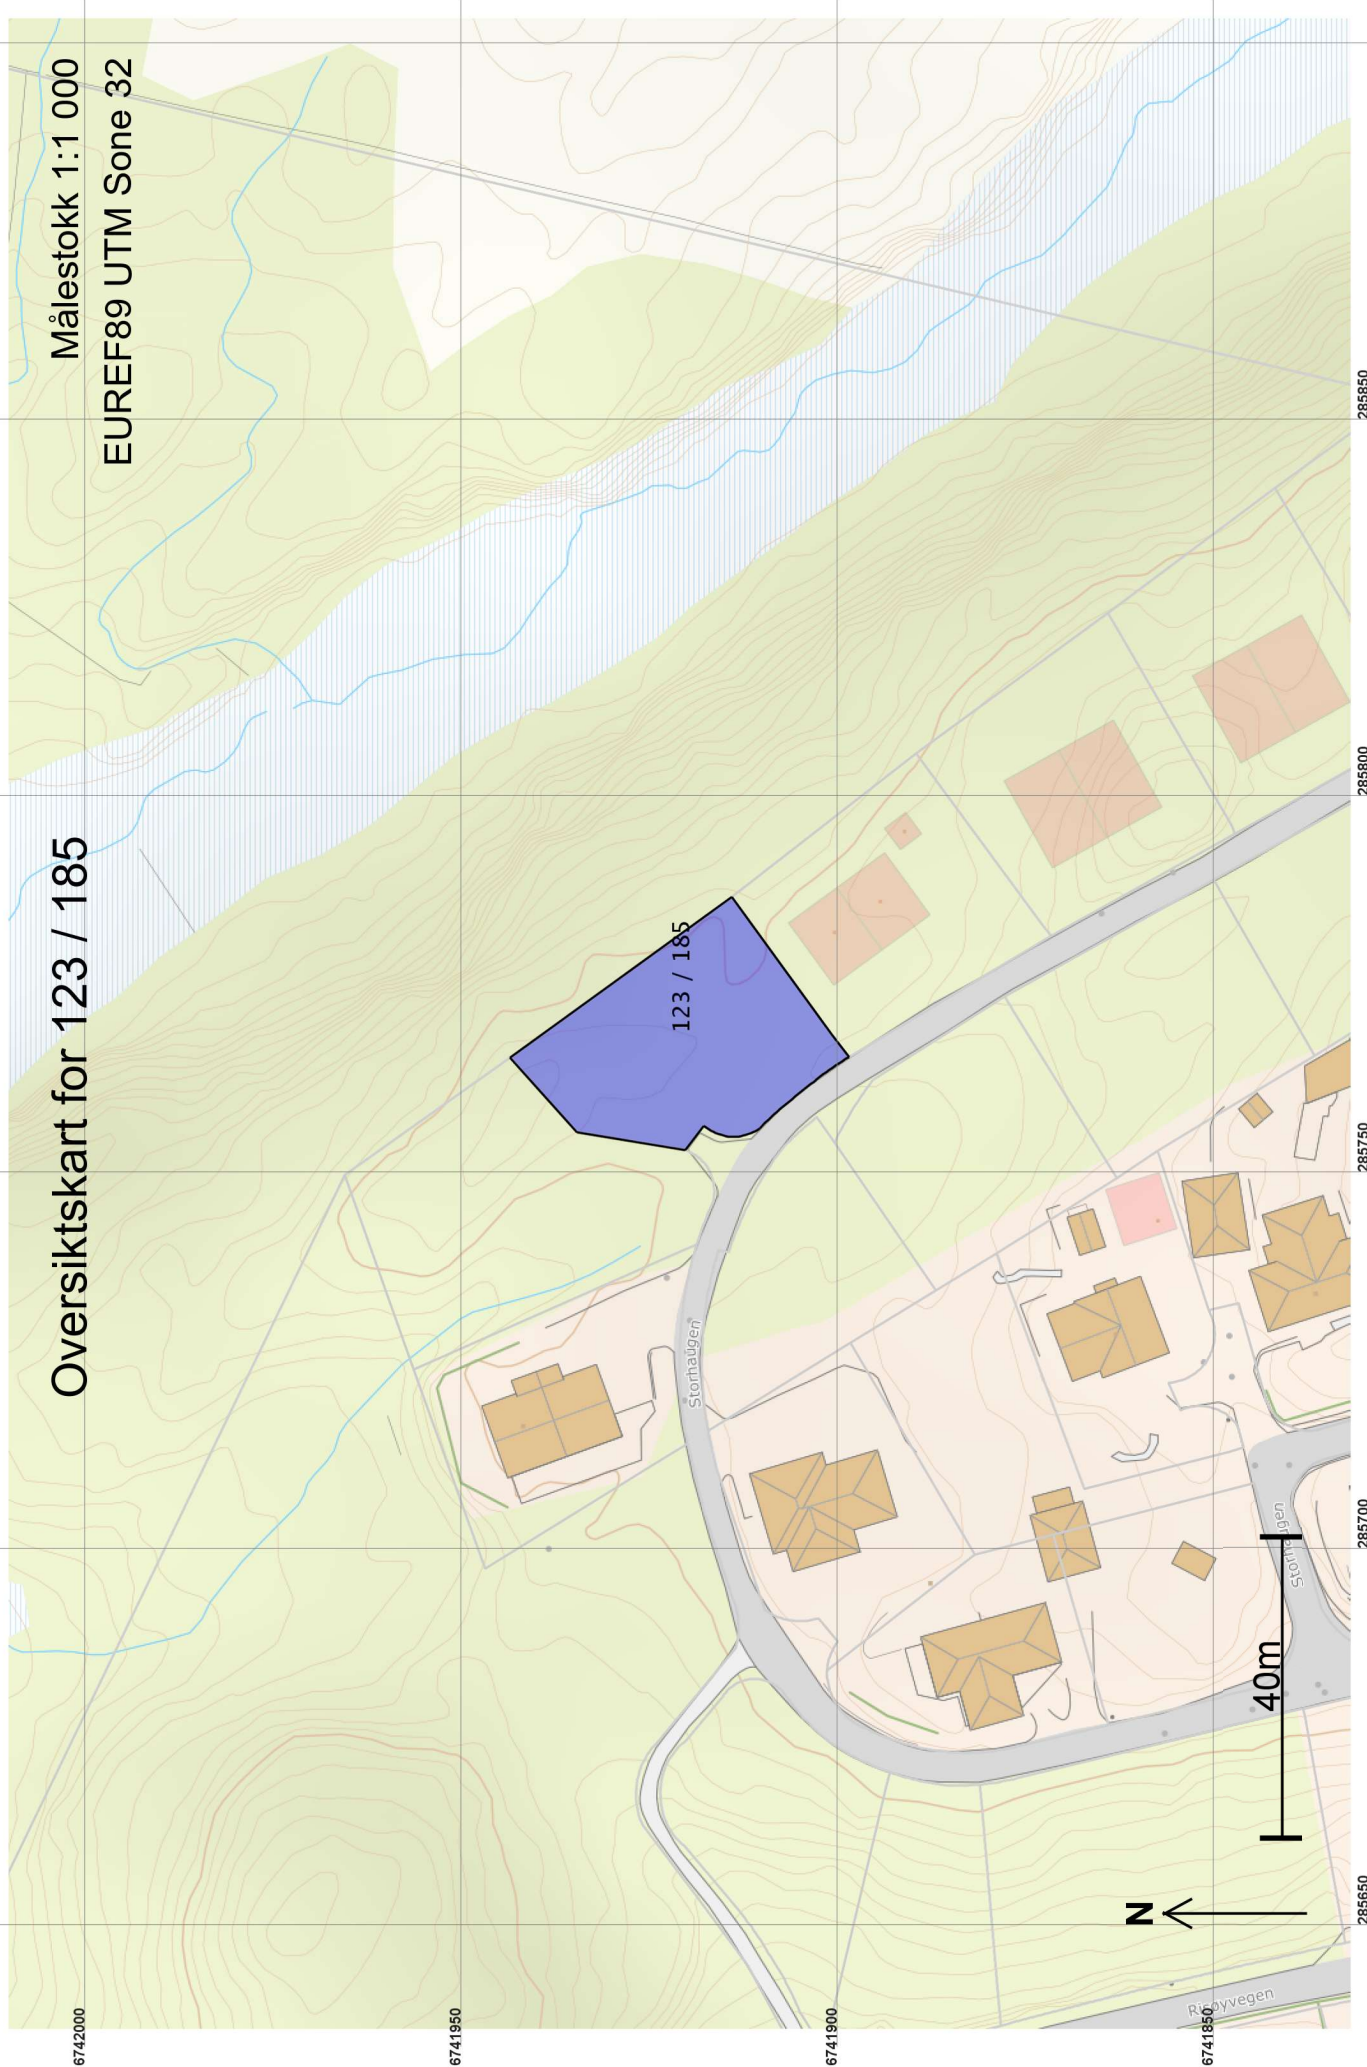 Oversiktskart for 123 / 185
Målestokk 1:1 000
EUREF89 UTM Sone 32
6742000
6741950
6741900
6741850
123 / 185
Storhaugen
Storhaugen
Risøyvegen
N
40m
285650
285700
285750
285800
285850